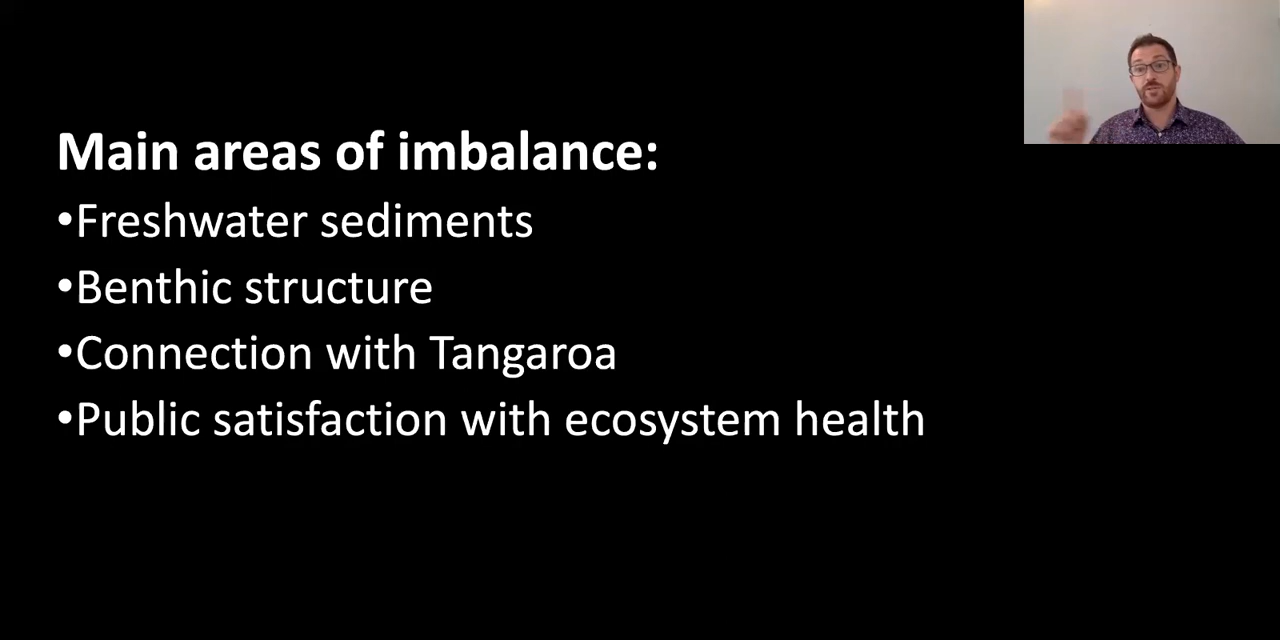 Main areas of imbalance:
•Freshwater sediments
•Benthic structure
•Connection with Tangaroa
•Public satisfaction with ecosystem health